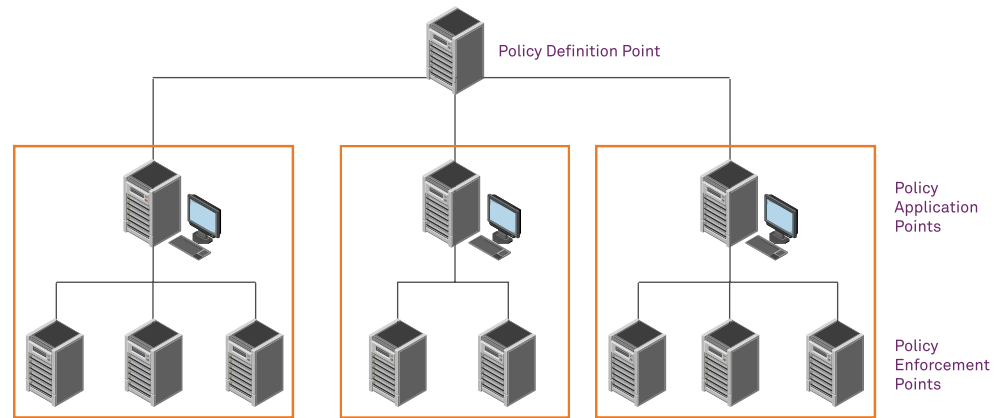 Policy Definition Point
Policy
Application
Points
Policy
Enforcement
Points